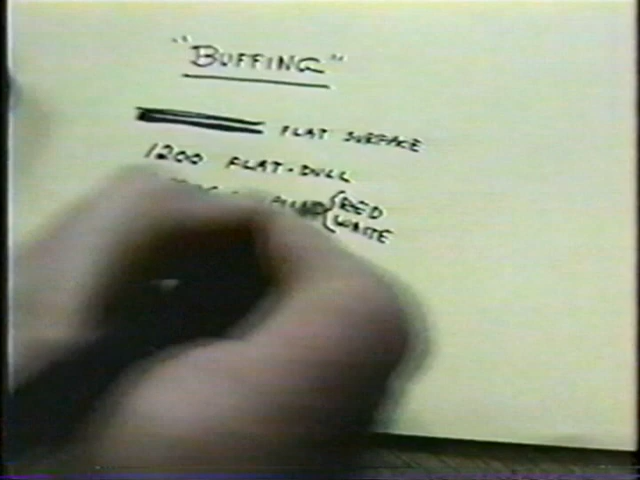 "BUFFING"
FLAT SURFACE
1200 FLAT-DULL
RED
WHITE